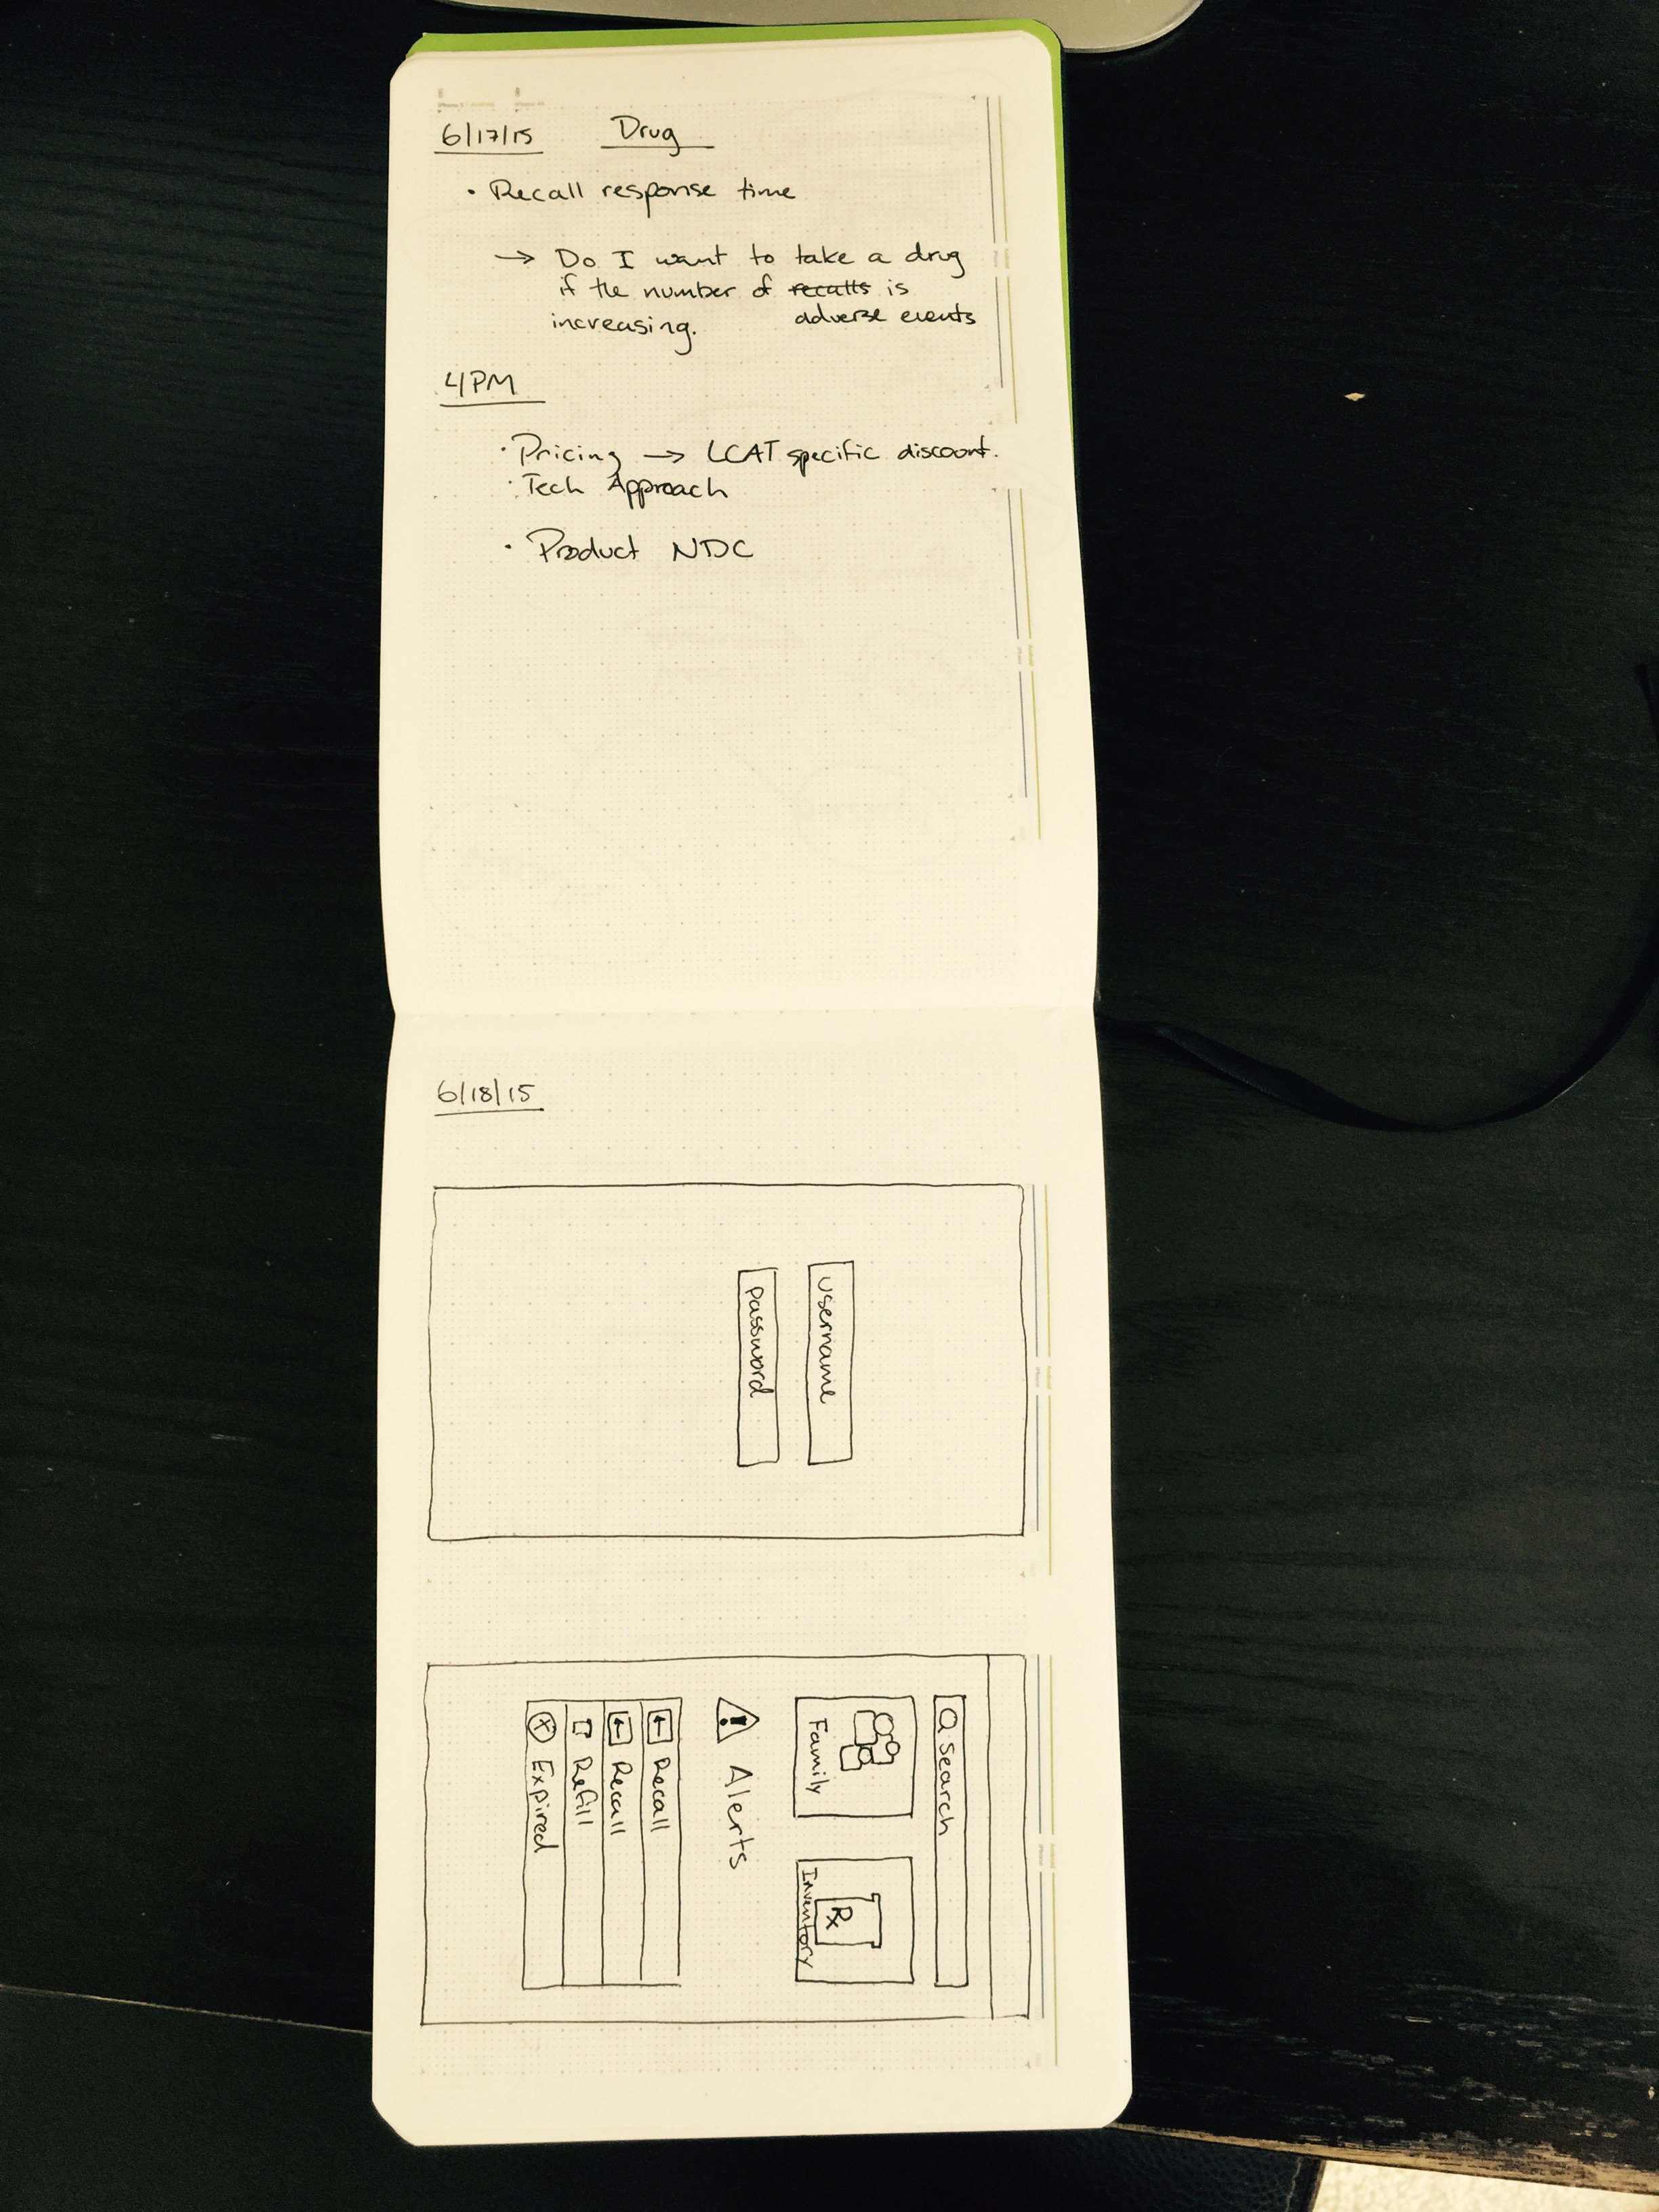 6/17/15 Drug
• Recall response time
→ Do I want to take a drug
if the number of recalls is
increasing. adverse events
4PM
• Pricing → LCAT specific discount.
• Tech Approach
• Product NDC
6/18/15
username
password
Search
Family
Inventory
Rx
! Alerts
Recall
Recall
Refill
Expired